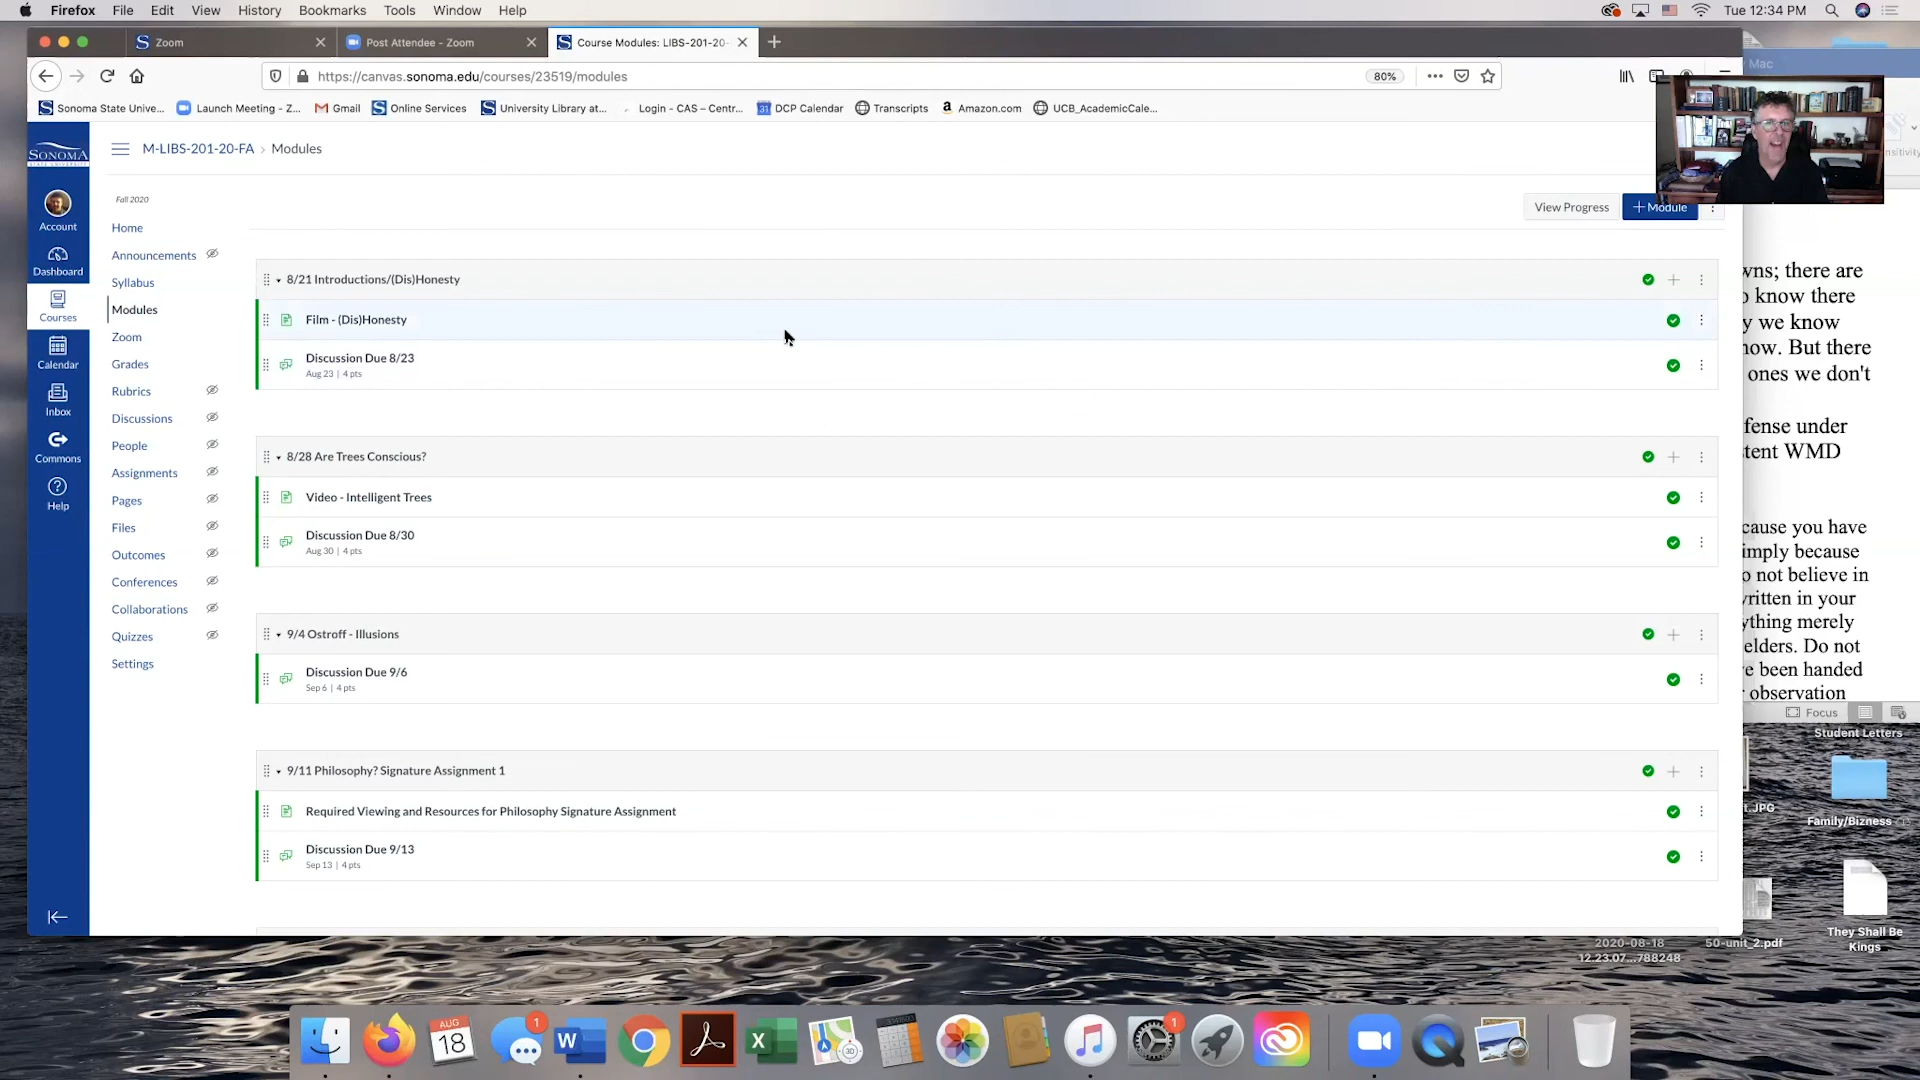 Firefox File Edit View History Bookmarks Tools Window Help
Tue 12:34 PM
Zoom
Post Attendee - Zoom
Course Modules: LIBS-201-20-
Mac
https://canvas.sonoma.edu/courses/23519/modules
80%
Sonoma State Unive...
Launch Meeting - Z...
Gmail
Online Services
University Library at...
Login - CAS – Centr...
31
DCP Calendar
Transcripts
Amazon.com
UCB_AcademicCale...
nsitivity
SONOMA
M-LIBS-201-20-FA › Modules
Fall 2020
View Progress
+ Module
Account
Dashboard
Courses
Calendar
Inbox
Commons
Help
Home
Announcements
Syllabus
Modules
Zoom
Grades
Rubrics
Discussions
People
Assignments
Pages
Files
Outcomes
Conferences
Collaborations
Quizzes
Settings
8/21 Introductions/(Dis)Honesty
Film - (Dis)Honesty
Discussion Due 8/23
Aug 23 | 4 pts
8/28 Are Trees Conscious?
Video - Intelligent Trees
Discussion Due 8/30
Aug 30 | 4 pts
9/4 Ostroff - Illusions
Discussion Due 9/6
Sep 6 | 4 pts
9/11 Philosophy? Signature Assignment 1
Required Viewing and Resources for Philosophy Signature Assignment
Discussion Due 9/13
Sep 13 | 4 pts
wns; there are
o know there
y we know
now. But there
ones we don't
fense under
tent WMD
cause you have
imply because
o not believe in
written in your
ything merely
elders. Do not
e been handed
observation
Focus
Student Letters
t.JPG
Family/Bizness
They Shall Be
Kings
2020-08-18
12.23.07...788248
50-unit_2.pdf
AUG
18
1
W
X
3D
1